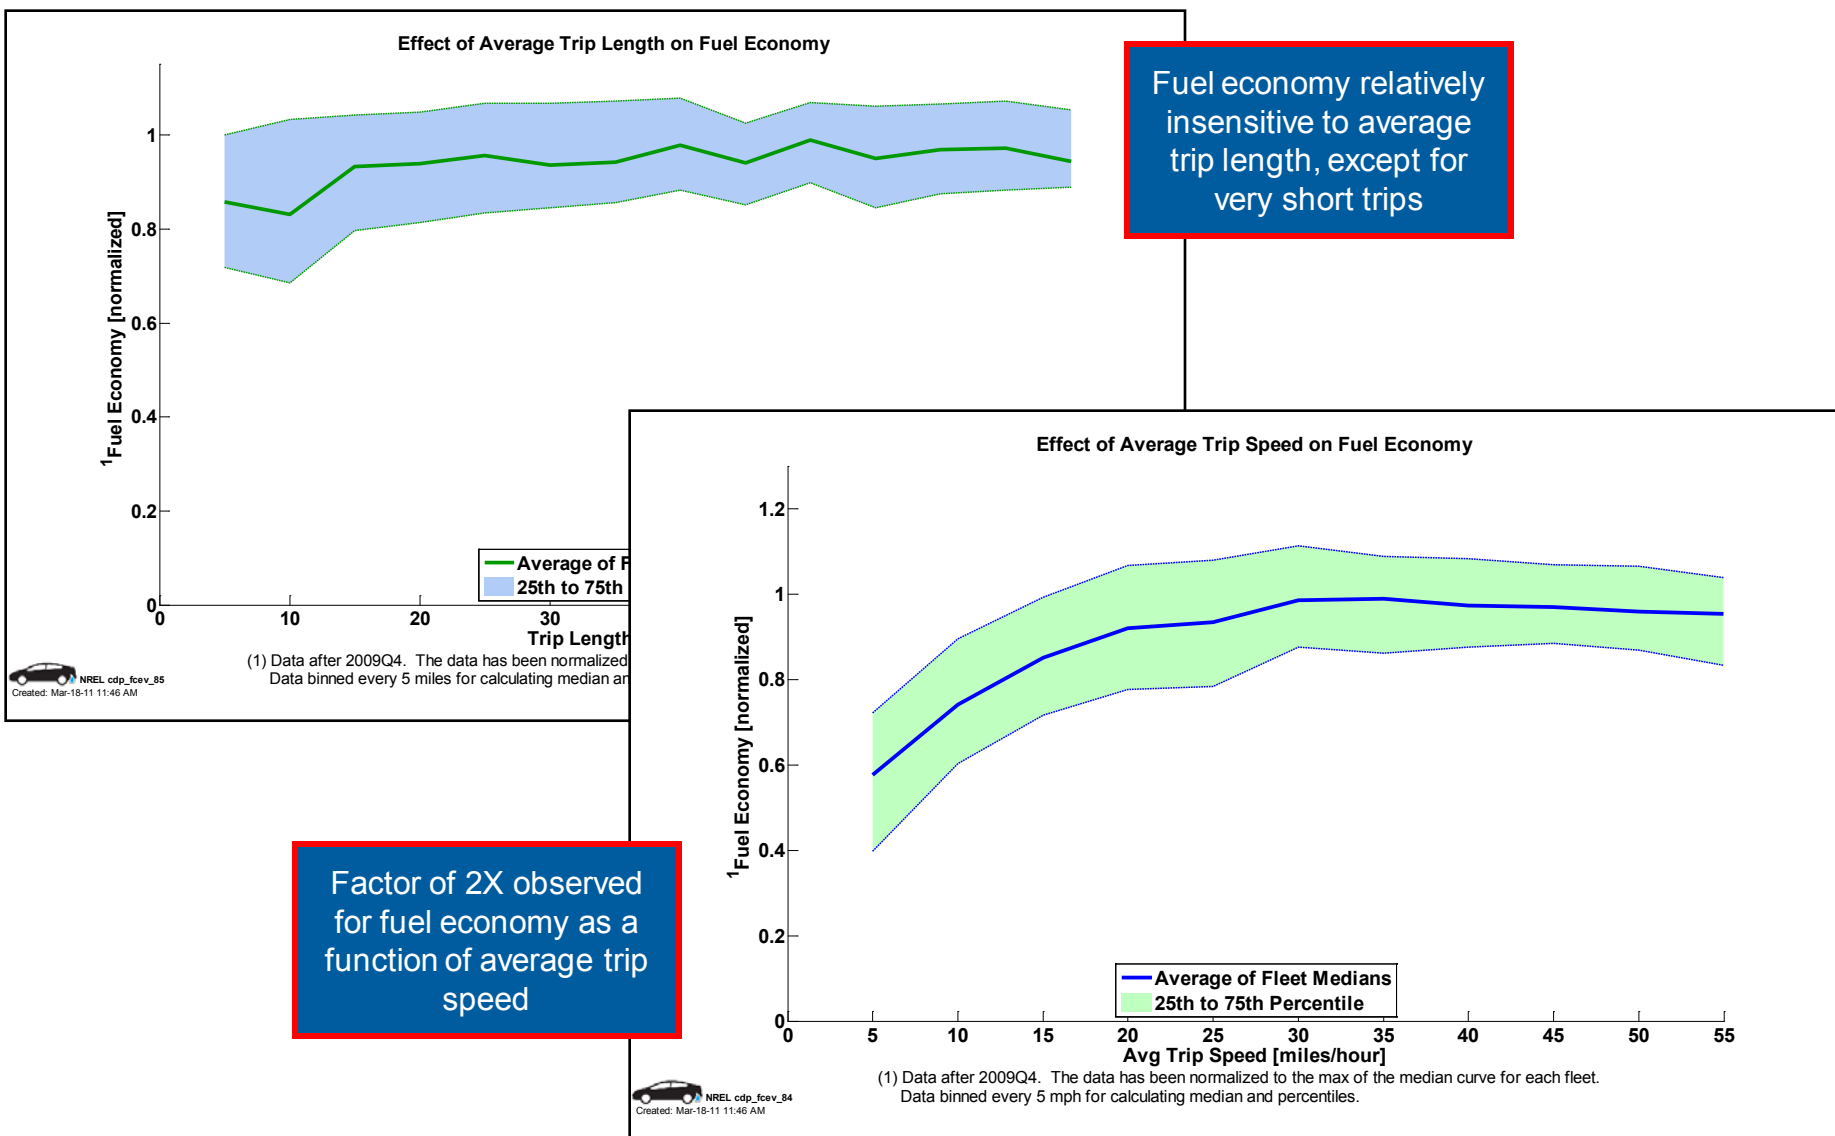 Effect of Average Trip Length on Fuel Economy
1
0.8
0.6
0.4
0.2
0
¹Fuel Economy [normalized]
Average of F
25th to 75th
0 10 20 30
Trip Length
(1) Data after 2009Q4. The data has been normalized
Data binned every 5 miles for calculating median an
NREL cdp_fcev_85
Created: Mar-18-11 11:46 AM
Fuel economy relatively
insensitive to average
trip length, except for
very short trips
Effect of Average Trip Speed on Fuel Economy
1.2
1
0.8
0.6
0.4
0.2
0
¹Fuel Economy [normalized]
Average of Fleet Medians
25th to 75th Percentile
0 5 10 15 20 25 30 35 40 45 50 55
Avg Trip Speed [miles/hour]
(1) Data after 2009Q4. The data has been normalized to the max of the median curve for each fleet.
Data binned every 5 mph for calculating median and percentiles.
NREL cdp_fcev_84
Created: Mar-18-11 11:46 AM
Factor of 2X observed
for fuel economy as a
function of average trip
speed